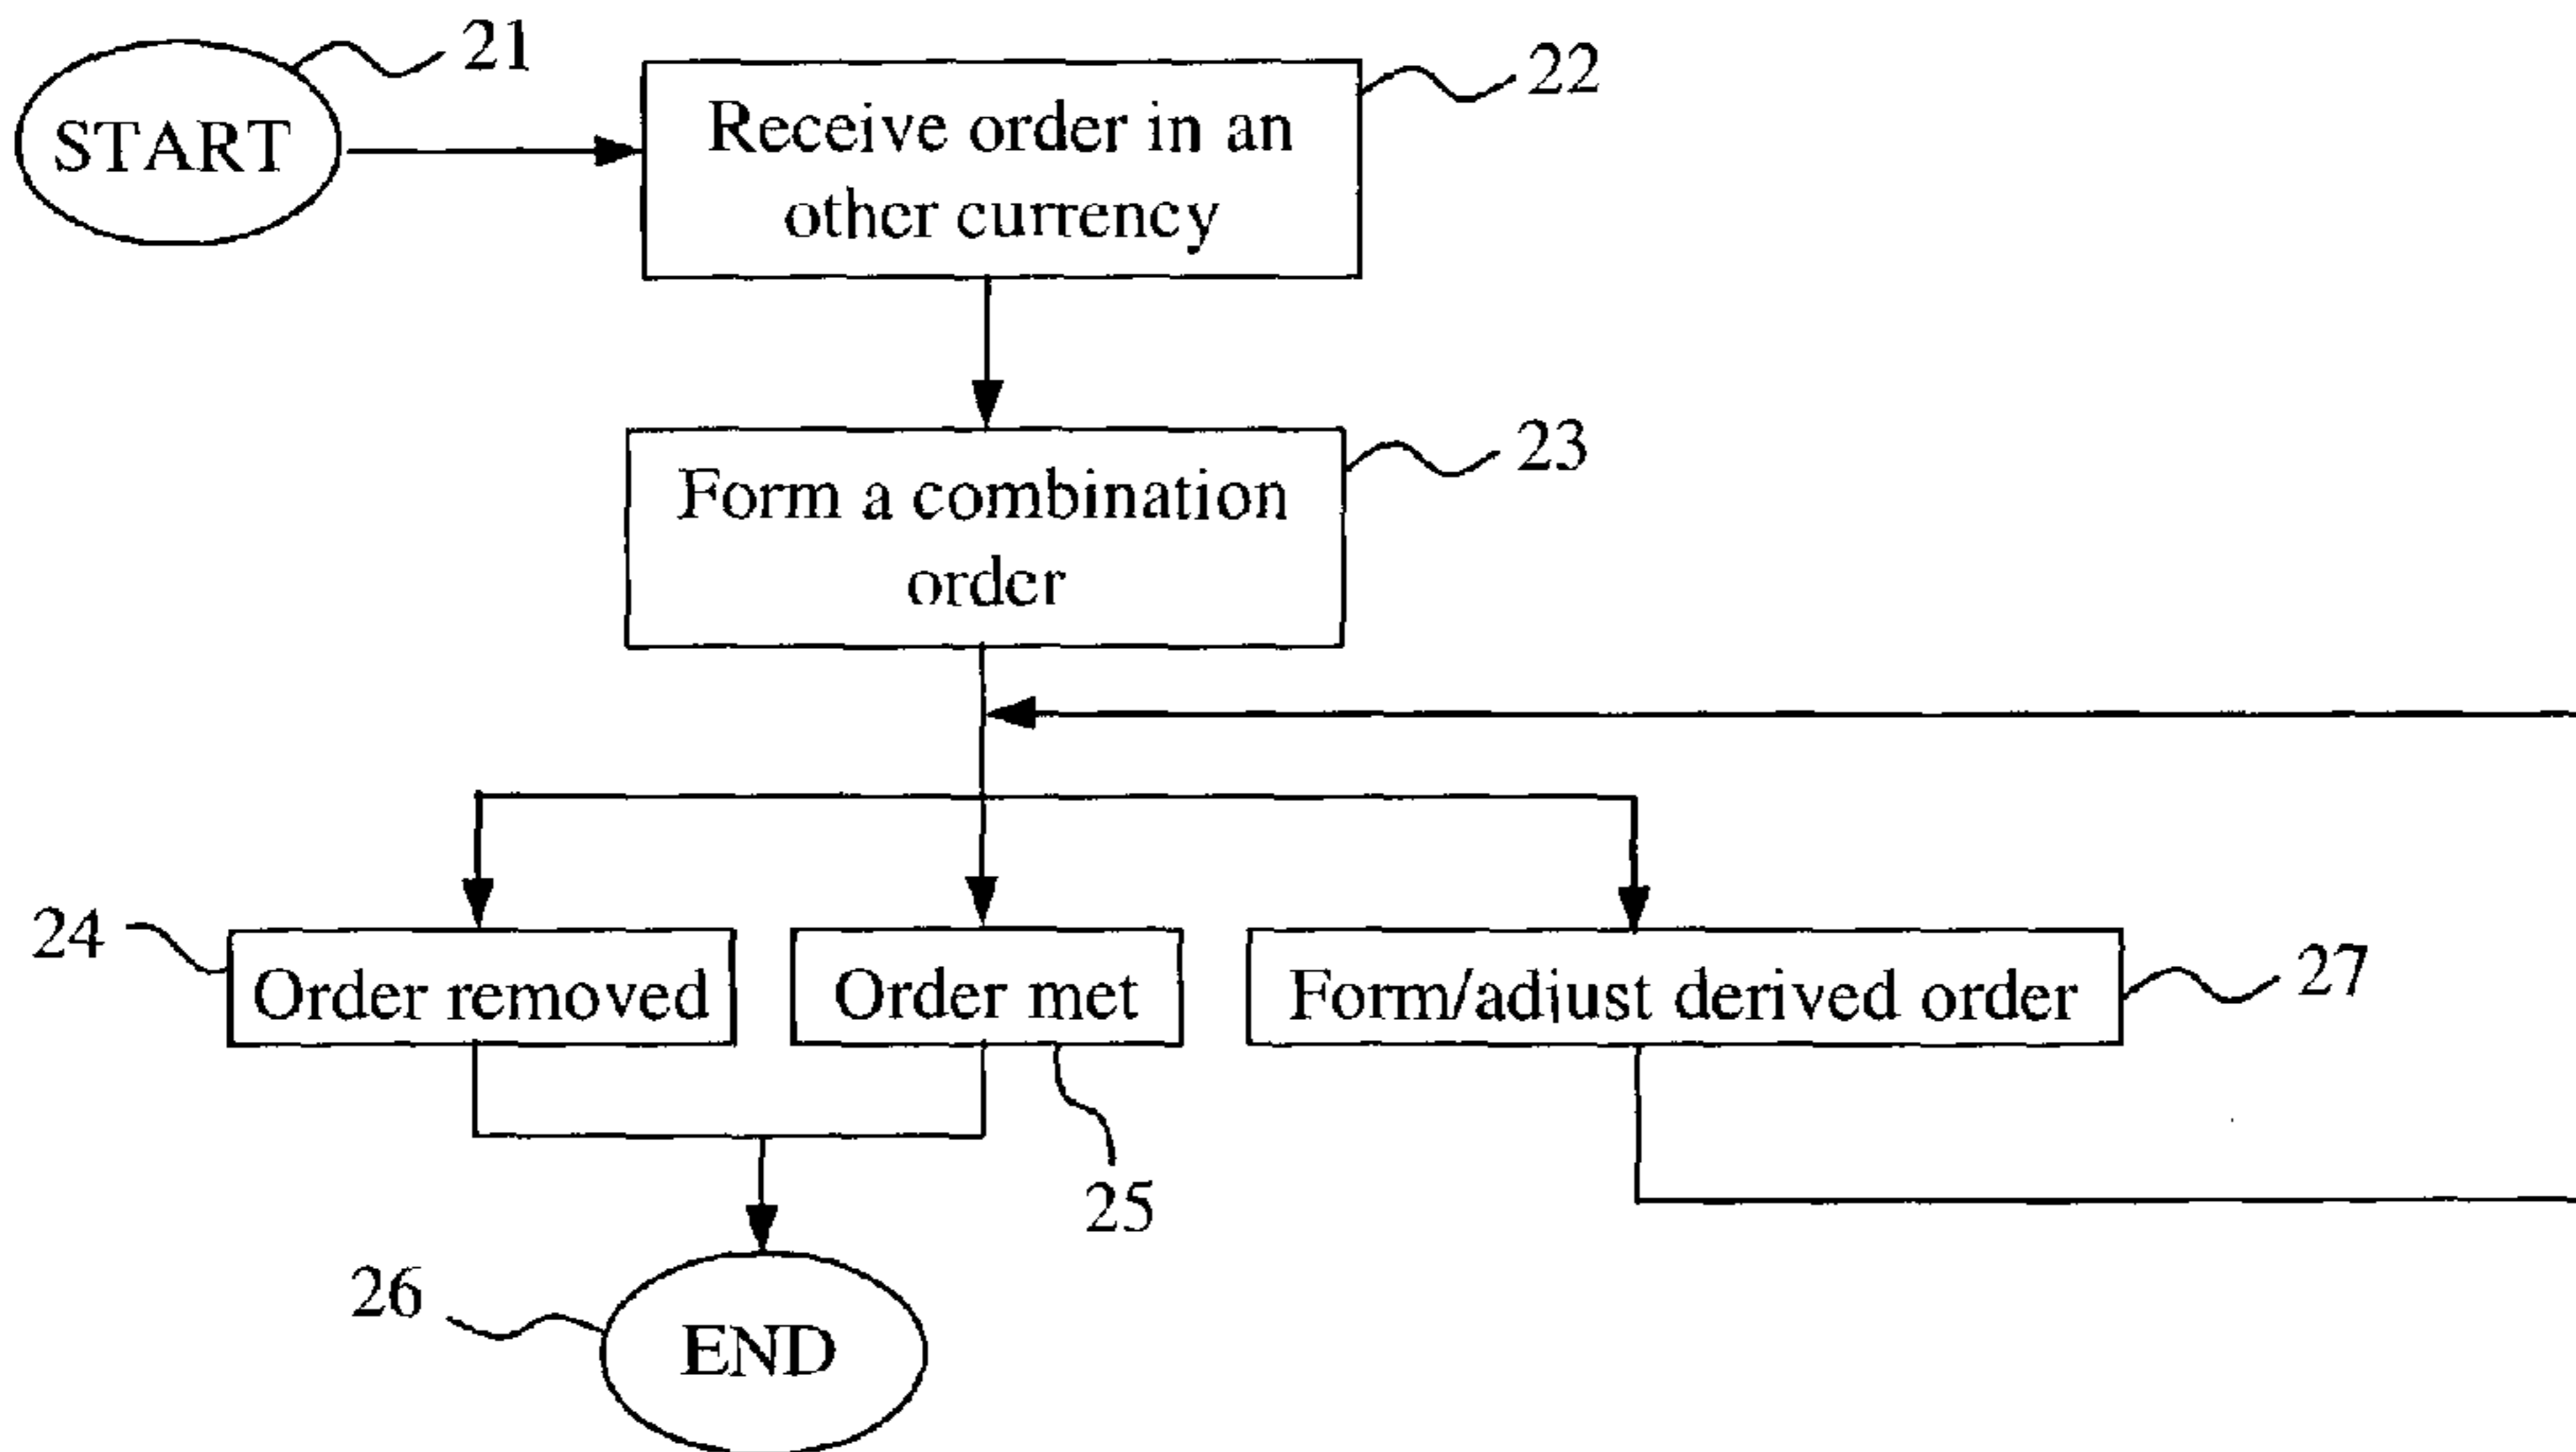 START
21
Receive order in an
other currency
22
Form a combination
order
23
24
Order removed
Order met
25
Form/adjust derived order
27
26
END